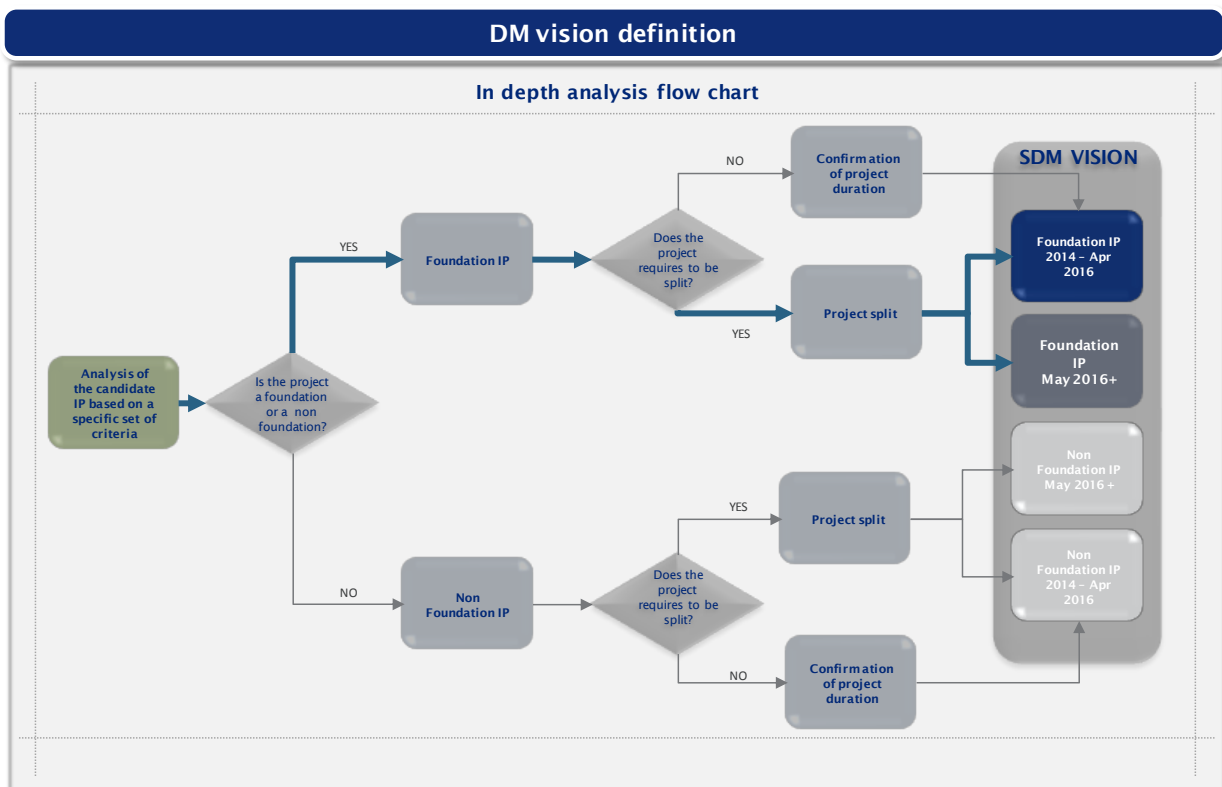 DM vision definition
In depth analysis flow chart
NO
Confirmation
of project
duration
SDM VISION
YES
Foundation IP
Does the
project
requires to be
split?
Foundation IP
2014 – Apr
2016
YES
Project split
Foundation
IP
May 2016+
Analysis of
the candidate
IP based on a
specific set of
criteria
Is the project
a foundation
or a non
foundation?
Non
Foundation IP
May 2016 +
YES
Project split
NO
Non
Foundation IP
Does the
project
requires to be
split?
Non
Foundation IP
2014 – Apr
2016
NO
Confirmation
of project
duration